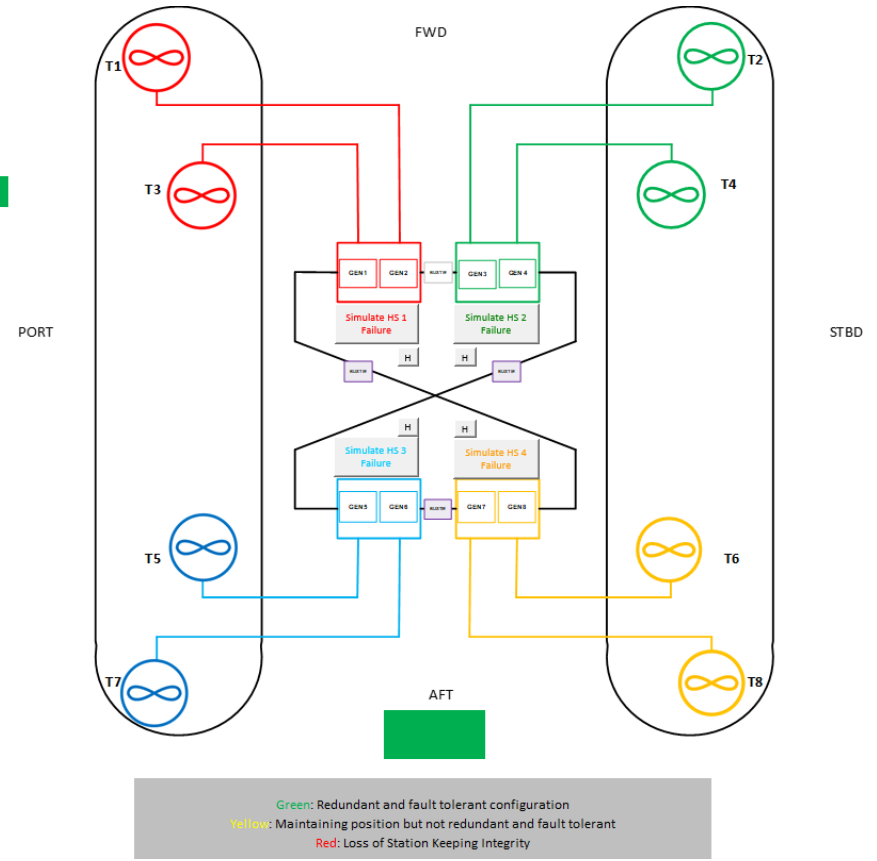 FWD
T1
T2
T3
T4
GEN1
GEN2
GEN3
GEN 4
Simulate HS 1
Failure
Simulate HS 2
Failure
PORT
STBD
H
H
H
H
Simulate HS 3
Failure
Simulate HS 4
Failure
GEN5
GEN6
GEN7
GEN8
T5
T6
T7
T8
AFT
Green: Redundant and fault tolerant configuration
Yellow: Maintaining position but not redundant and fault tolerant
Red: Loss of Station Keeping Integrity